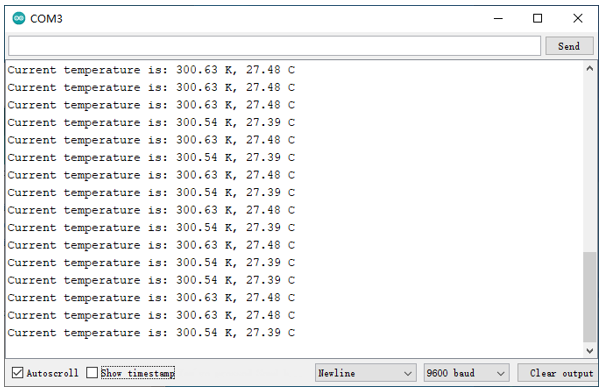 COM3
Send
Current temperature is: 300.63 K, 27.48 C
Current temperature is: 300.63 K, 27.48 C
Current temperature is: 300.63 K, 27.48 C
Current temperature is: 300.54 K, 27.39 C
Current temperature is: 300.63 K, 27.48 C
Current temperature is: 300.54 K, 27.39 C
Current temperature is: 300.63 K, 27.48 C
Current temperature is: 300.54 K, 27.39 C
Current temperature is: 300.63 K, 27.48 C
Current temperature is: 300.54 K, 27.39 C
Current temperature is: 300.63 K, 27.48 C
Current temperature is: 300.54 K, 27.39 C
Current temperature is: 300.54 K, 27.39 C
Current temperature is: 300.63 K, 27.48 C
Current temperature is: 300.63 K, 27.48 C
Current temperature is: 300.54 K, 27.39 C
Autoscroll Show timestamp Newline 9600 baud Clear output